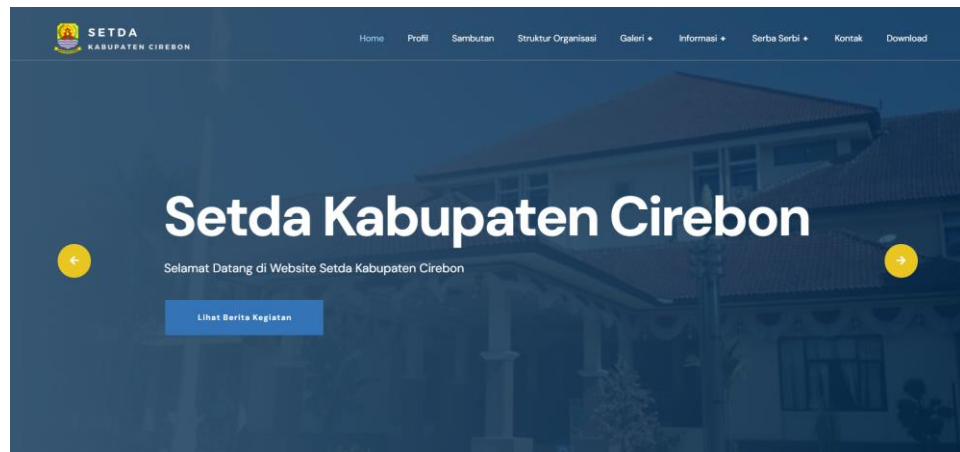 SETDA
KABUPATEN CIREBON
Home Profil Sambutan Struktur Organisasi Galeri + Informasi + Serba Serbi + Kontak Download
Setda Kabupaten Cirebon
Selamat Datang di Website Setda Kabupaten Cirebon
Lihat Berita Kegiatan